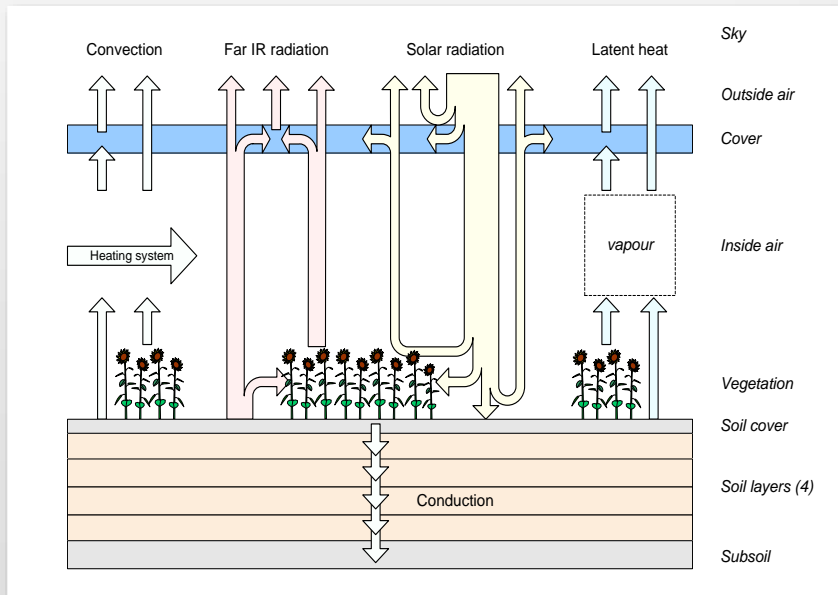 Sky
Convection
Far IR radiation
Solar radiation
Latent heat
Outside air
Cover
Heating system
vapour
Inside air
Vegetation
Soil cover
Soil layers (4)
Conduction
Subsoil